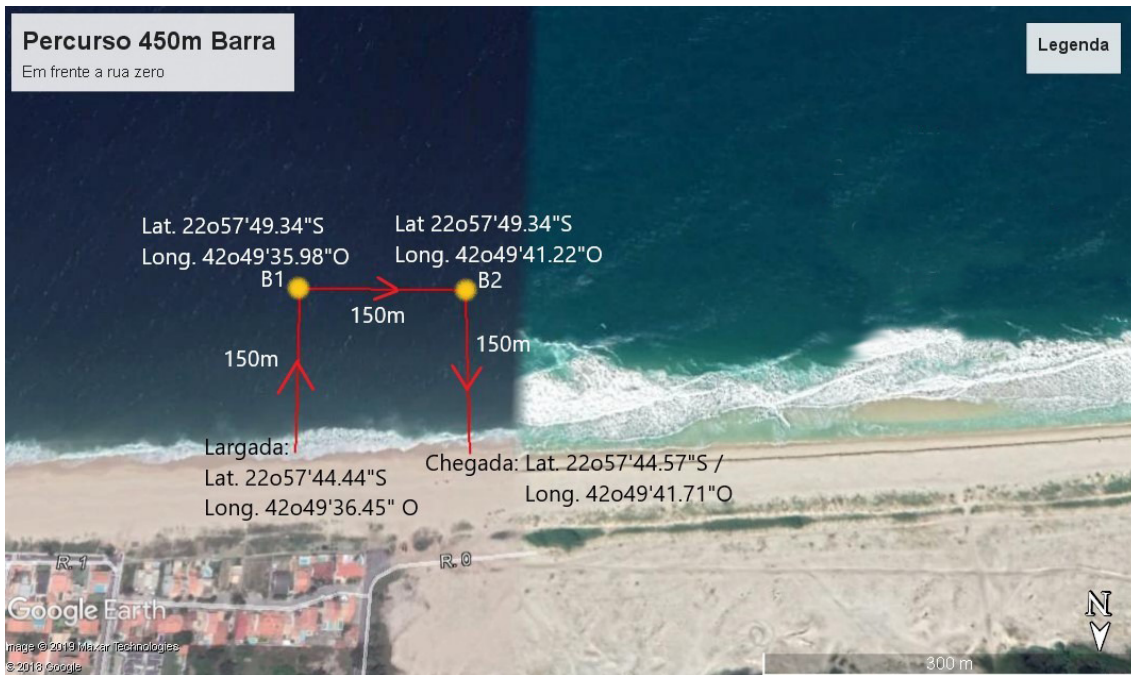 Percurso 450m Barra
Em frente a rua zero
Legenda
Lat. 22o57'49.34"S
Long. 42o49'35.98"O
B1
Lat 22o57'49.34"S
Long. 42o49'41.22"O
B2
150m
150m
150m
Largada:
Lat. 22o57'44.44"S
Long. 42o49'36.45" O
Chegada: Lat. 22o57'44.57"S /
Long. 42o49'41.71"O
R. 1
R. 0
Google Earth
mage © 2019 Maxar Technologies
© 2018 Google
N
300 m